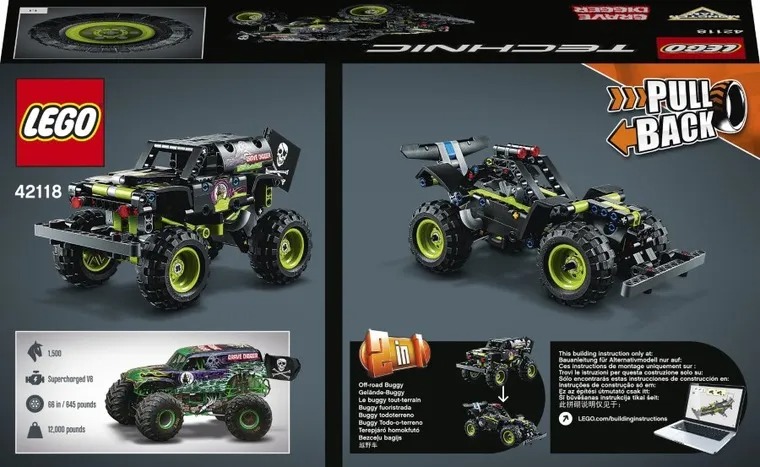 GRAVE DIGGER
TECHNIC
LEGO
42118
LEGO
42118
GRAVE DIGGER
PULL BACK
1,500
Supercharged V8
66 in / 645 pounds
12,000 pounds
GRAVE DIGGER
2 in 1
Off-road Buggy
Gelände-Buggy
Le buggy tout-terrain
Buggy fuoristrada
Buggy todoterreno
Buggy Todo-o-terreno
Terepjáró homokfutó
Bezceļu bagijs
越野车
This building instruction only at:
Bauanleitung für Alternativmodell nur auf:
Ces instructions de montage uniquement sur :
Trovi le istruzioni per questa costruzione solo su:
Sólo encontrarás estas instrucciones de construcción en:
Instruções de construção só em:
Ez az építési útmutató csak itt:
Šī būvēšanas instrukcija tikai šeit:
此拼砌说明仅见于:
LEGO.com/buildinginstructions